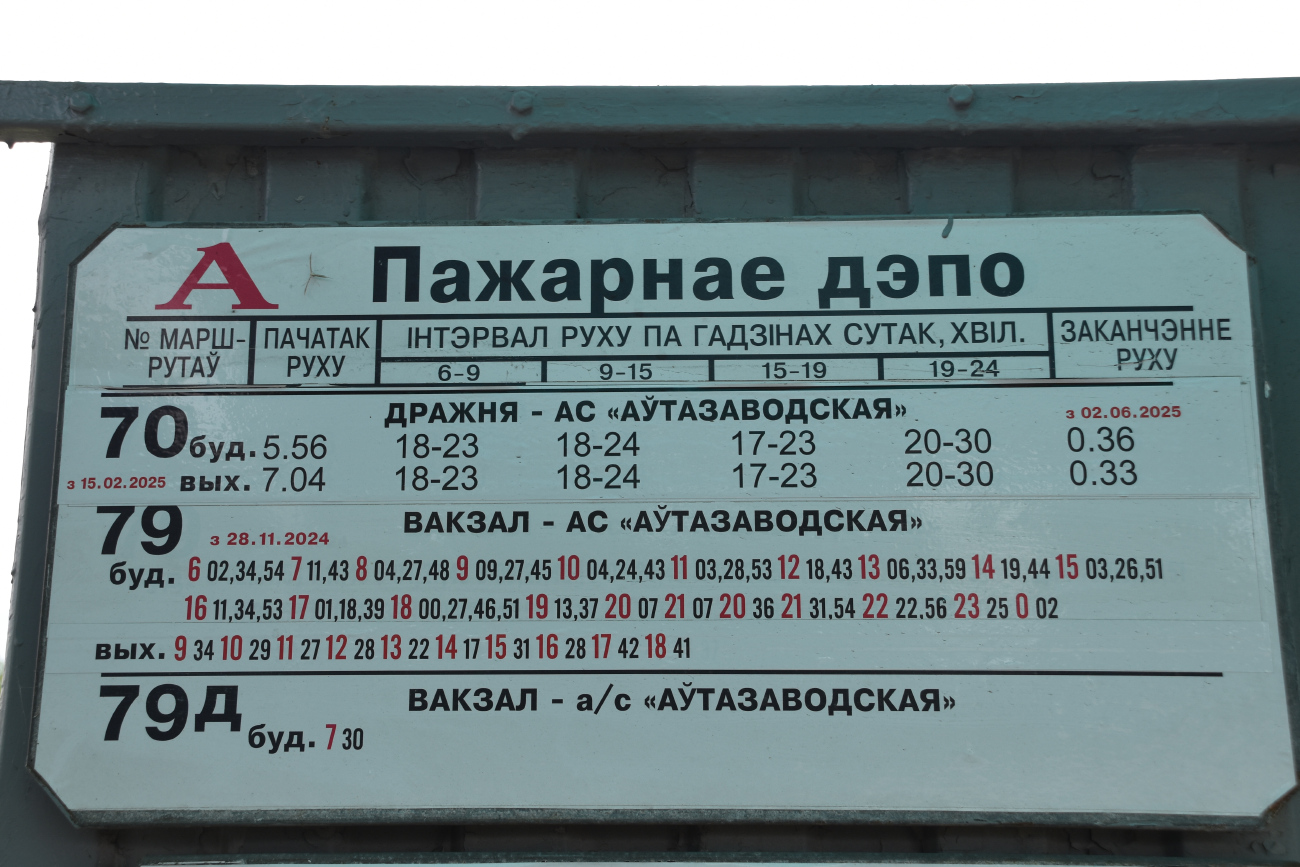 А Пажарнае дэпо
№ МАРШ- ПАЧАТАК ІНТЭРВАЛ РУХУ ПА ГАДЗІНАХ СУТАК, ХВІЛ. ЗАКАНЧЭННЕ
РУТАЎ РУХУ 6-9 9-15 15-19 19-24 РУХУ
ДРАЖНЯ - АС «АЎТАЗАВОДСКАЯ» з 02.06.2025
70 буд. 5.56 18-23 18-24 17-23 20-30 0.36
з 15.02.2025 вых. 7.04 18-23 18-24 17-23 20-30 0.33
79 з 28.11.2024 ВАКЗАЛ - АС «АЎТАЗАВОДСКАЯ»
буд. 6 02,34,54 7 11,43 8 04,27,48 9 09,27,45 10 04,24,43 11 03,28,53 12 18,43 13 06,33,59 14 19,44 15 03,26,51
16 11,34,53 17 01,18,39 18 00,27,46,51 19 13,37 20 07 21 07 20 36 21 31,54 22 22.56 23 25 0 02
вых. 9 34 10 29 11 27 12 28 13 22 14 17 15 31 16 28 17 42 18 41
79д ВАКЗАЛ - а/с «АЎТАЗАВОДСКАЯ»
буд. 7 30